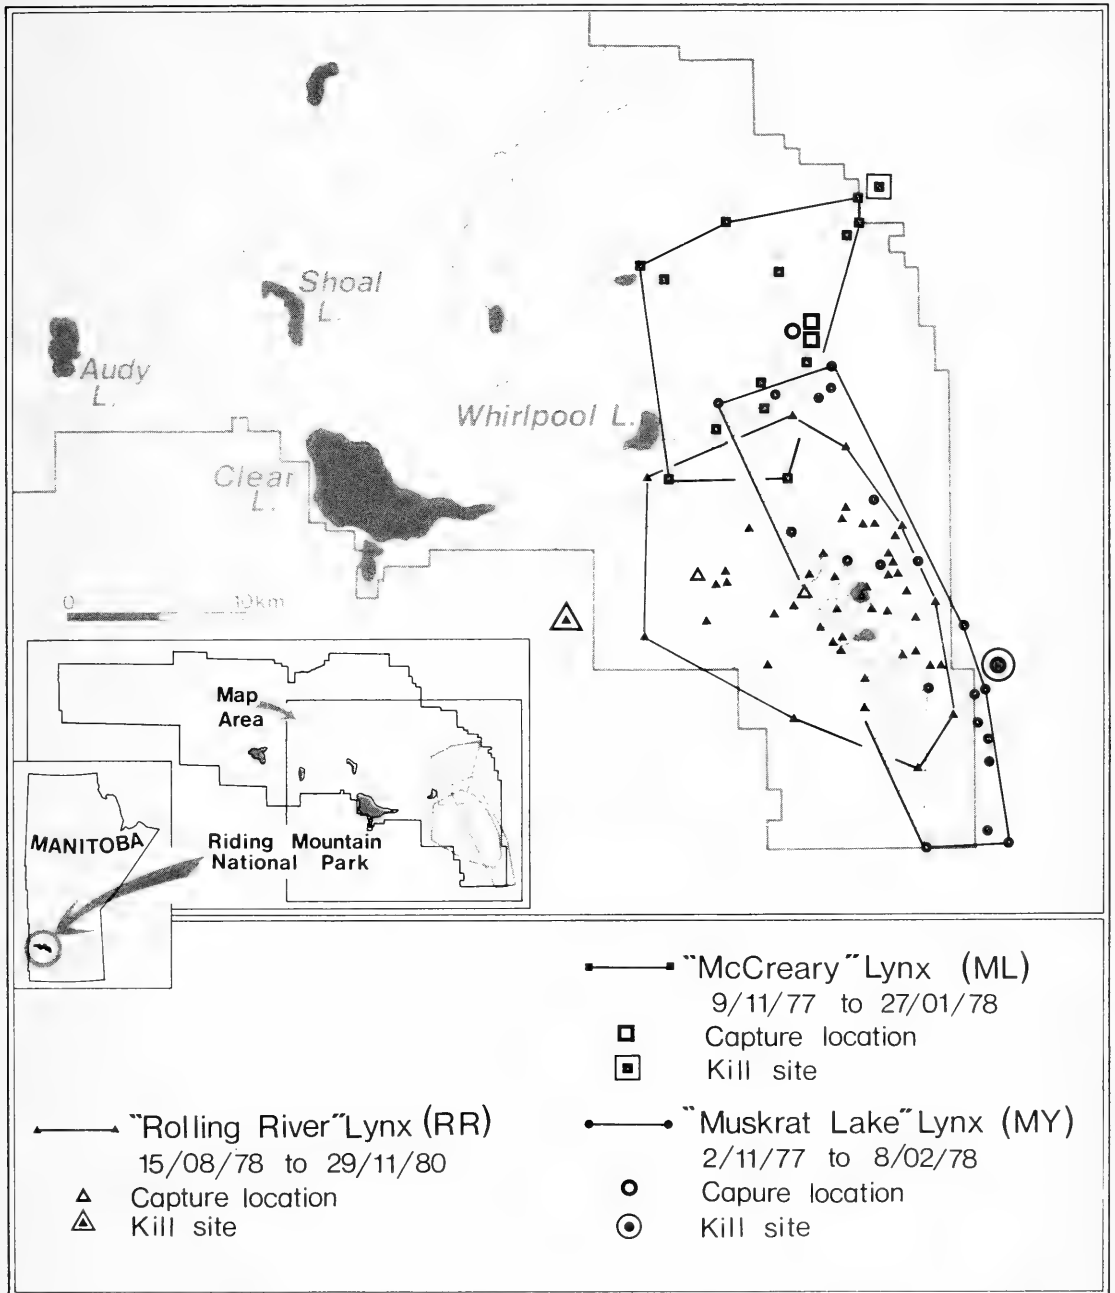 Shoal
L.
Audy
L.
Whirlpool L.
Clear
L.
0 10km
Map
Area
MANITOBA
Riding Mountain
National Park
"McCreary" Lynx (ML)
9/11/77 to 27/01/78
Capture location
Kill site
"Rolling River" Lynx (RR)
15/08/78 to 29/11/80
Capture location
Kill site
"Muskrat Lake" Lynx (MY)
2/11/77 to 8/02/78
Capure location
Kill site